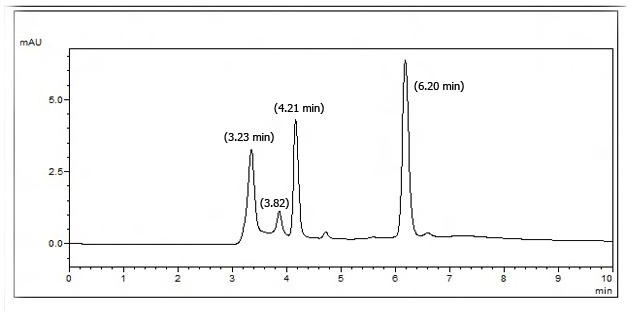 mAU
(6.20 min)
5.0
(4.21 min)
(3.23 min)
2.5
(3.82)
0.0
0 1 2 3 4 5 6 7 8 9 10
min